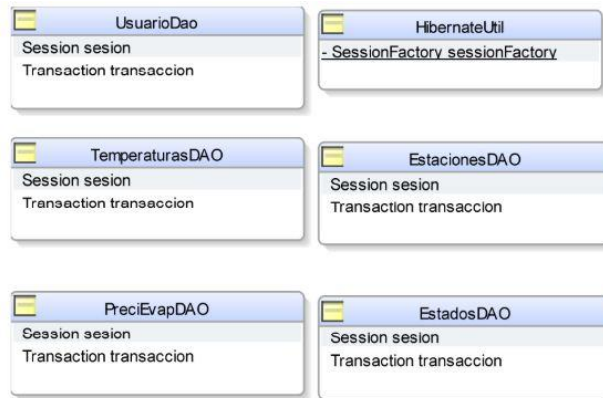 UsuarioDao
Session sesion
Transaction transaccion
HibernateUtil
- SessionFactory sessionFactory
TemperaturasDAO
Session sesion
Transaction transaccion
EstacionesDAO
Session sesion
Transaction transaccion
PreciEvapDAO
Session sesion
Transaction transaccion
EstadosDAO
Session sesion
Transaction transaccion